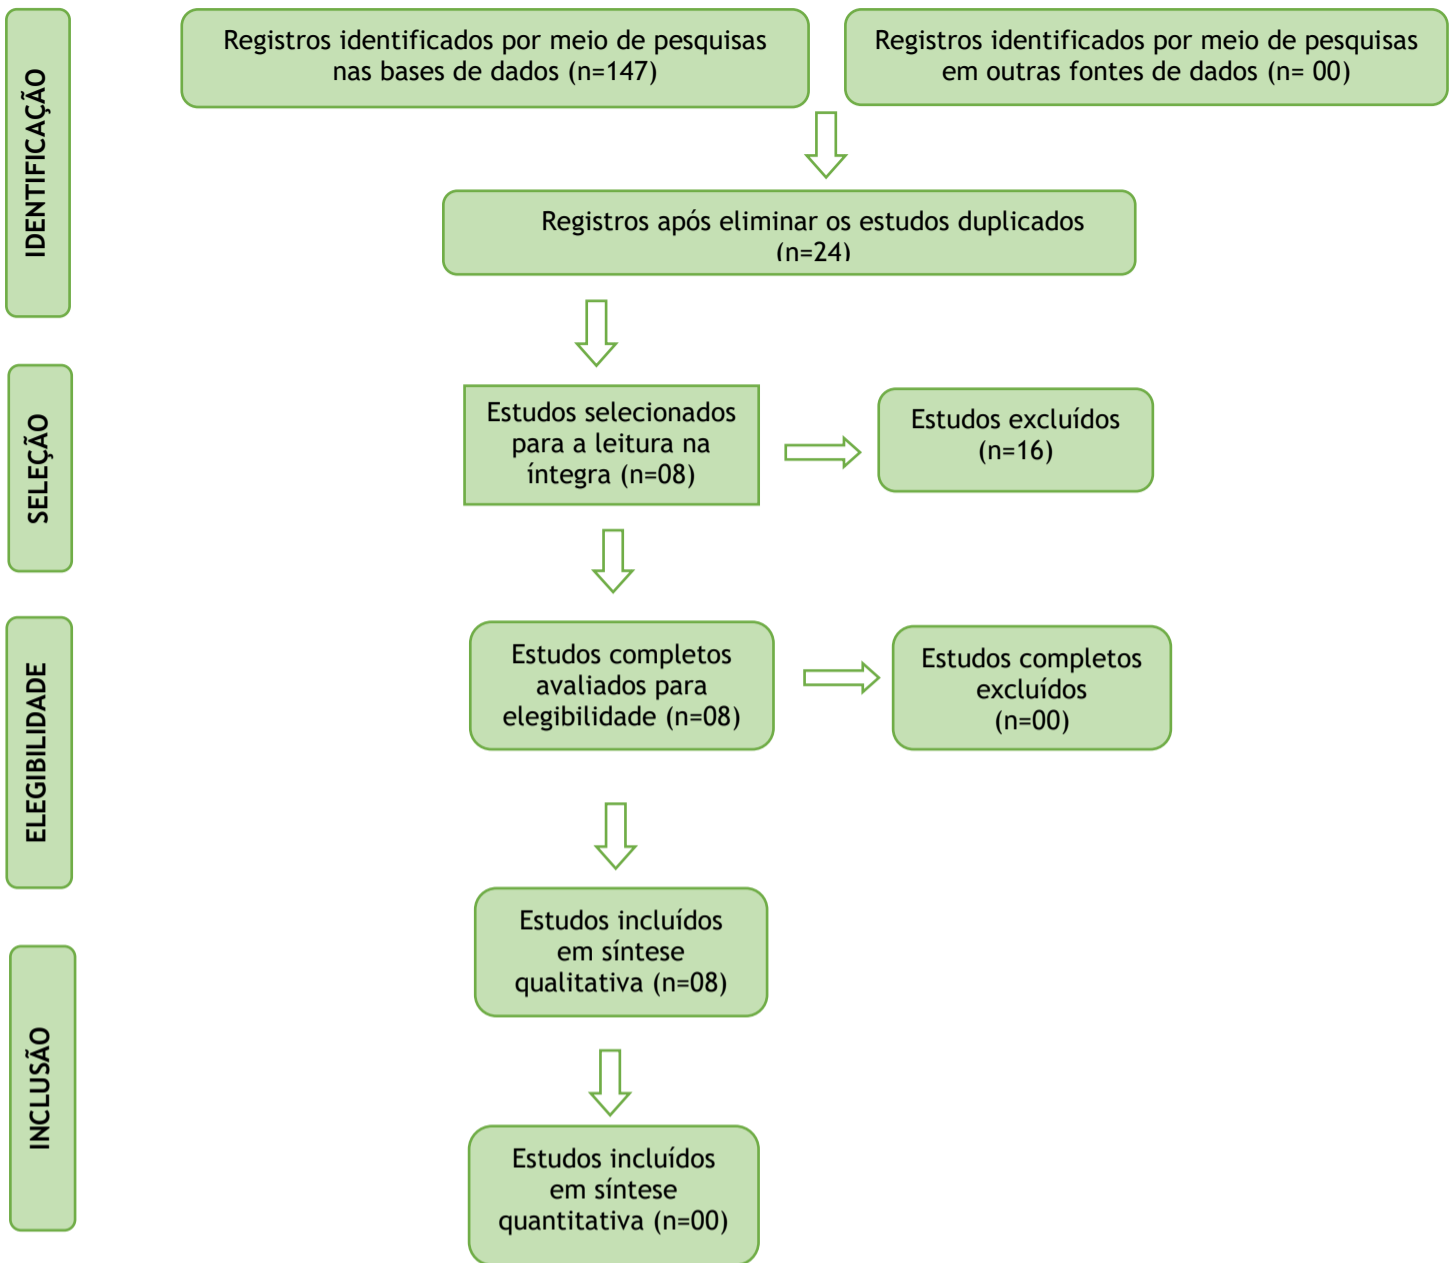 IDENTIFICAÇÃO
Registros identificados por meio de pesquisas
nas bases de dados (n=147)
Registros identificados por meio de pesquisas
em outras fontes de dados (n= 00)
Registros após eliminar os estudos duplicados
(n=24)
SELEÇÃO
Estudos selecionados
para a leitura na
íntegra (n=08)
Estudos excluídos
(n=16)
ELEGIBILIDADE
Estudos completos
avaliados para
elegibilidade (n=08)
Estudos completos
excluídos
(n=00)
INCLUSÃO
Estudos incluídos
em síntese
qualitativa (n=08)
Estudos incluídos
em síntese
quantitativa (n=00)